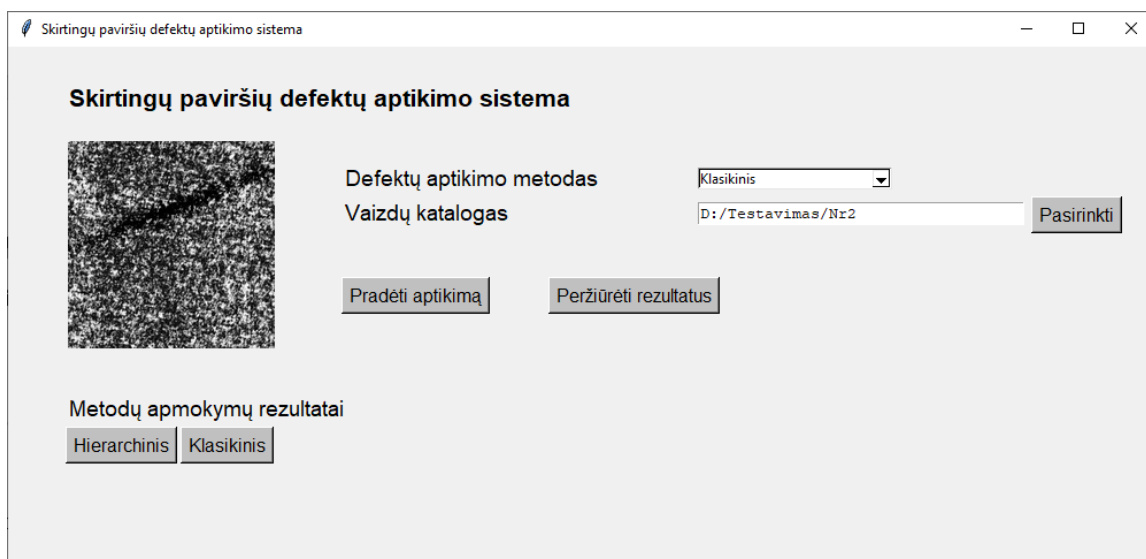 Skirtingų paviršių defektų aptikimo sistema
Skirtingų paviršių defektų aptikimo sistema
Defektų aptikimo metodas
Klasikinis
Vaizdų katalogas
D:/Testavimas/Nr2
Pasirinkti
Pradėti aptikimą
Peržiūrėti rezultatus
Metodų apmokymų rezultatai
Hierarchinis
Klasikinis